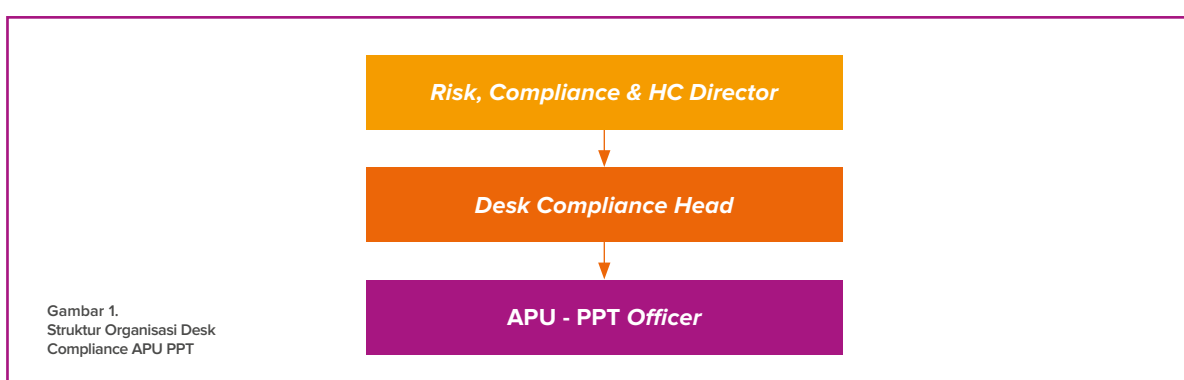 Risk, Compliance & HC Director
Desk Compliance Head
APU - PPT Officer
Gambar 1.
Struktur Organisasi Desk
Compliance APU PPT